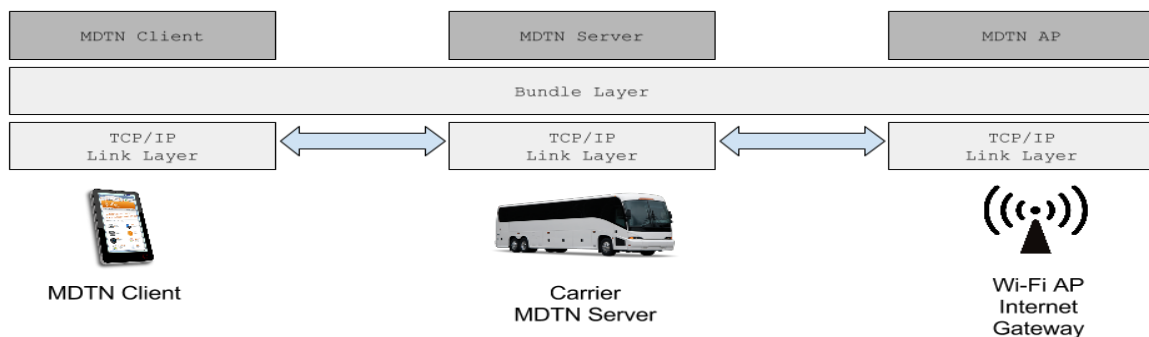 MDTN Client
MDTN Server
MDTN AP
Bundle Layer
TCP/IP
Link Layer
TCP/IP
Link Layer
TCP/IP
Link Layer
MDTN Client
Carrier
MDTN Server
Wi-Fi AP
Internet
Gateway